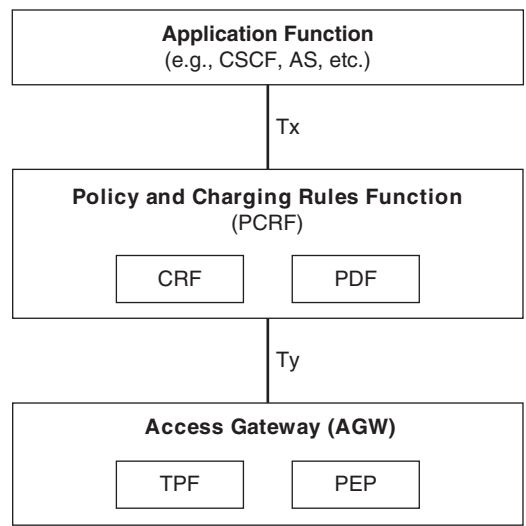 Application Function
(e.g., CSCF, AS, etc.)
Tx
Policy and Charging Rules Function
(PCRF)
CRF PDF
Ty
Access Gateway (AGW)
TPF PEP